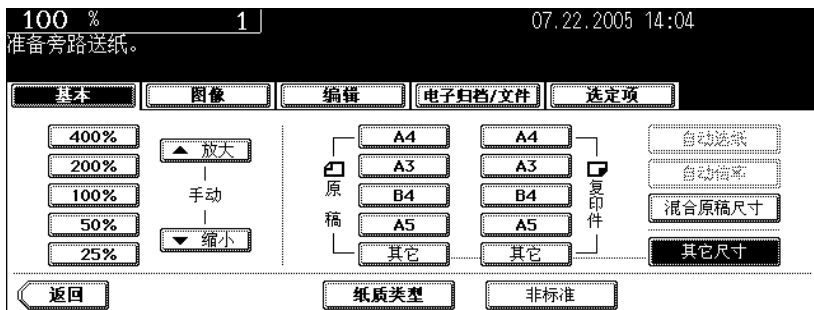 100 % 1 07.22.2005 14:04
准备旁路送纸。
基本 图像 编辑 电子归档/文件 选定项
400% ▲ 放大 A4 A4 自动选纸
200% A3 A3 自动倍率
100% 手动 原稿 B4 B4 复印件 混合原稿尺寸
50% ▼ 缩小 A5 A5
25% 其它 其它 其它尺寸
返回 纸质类型 非标准